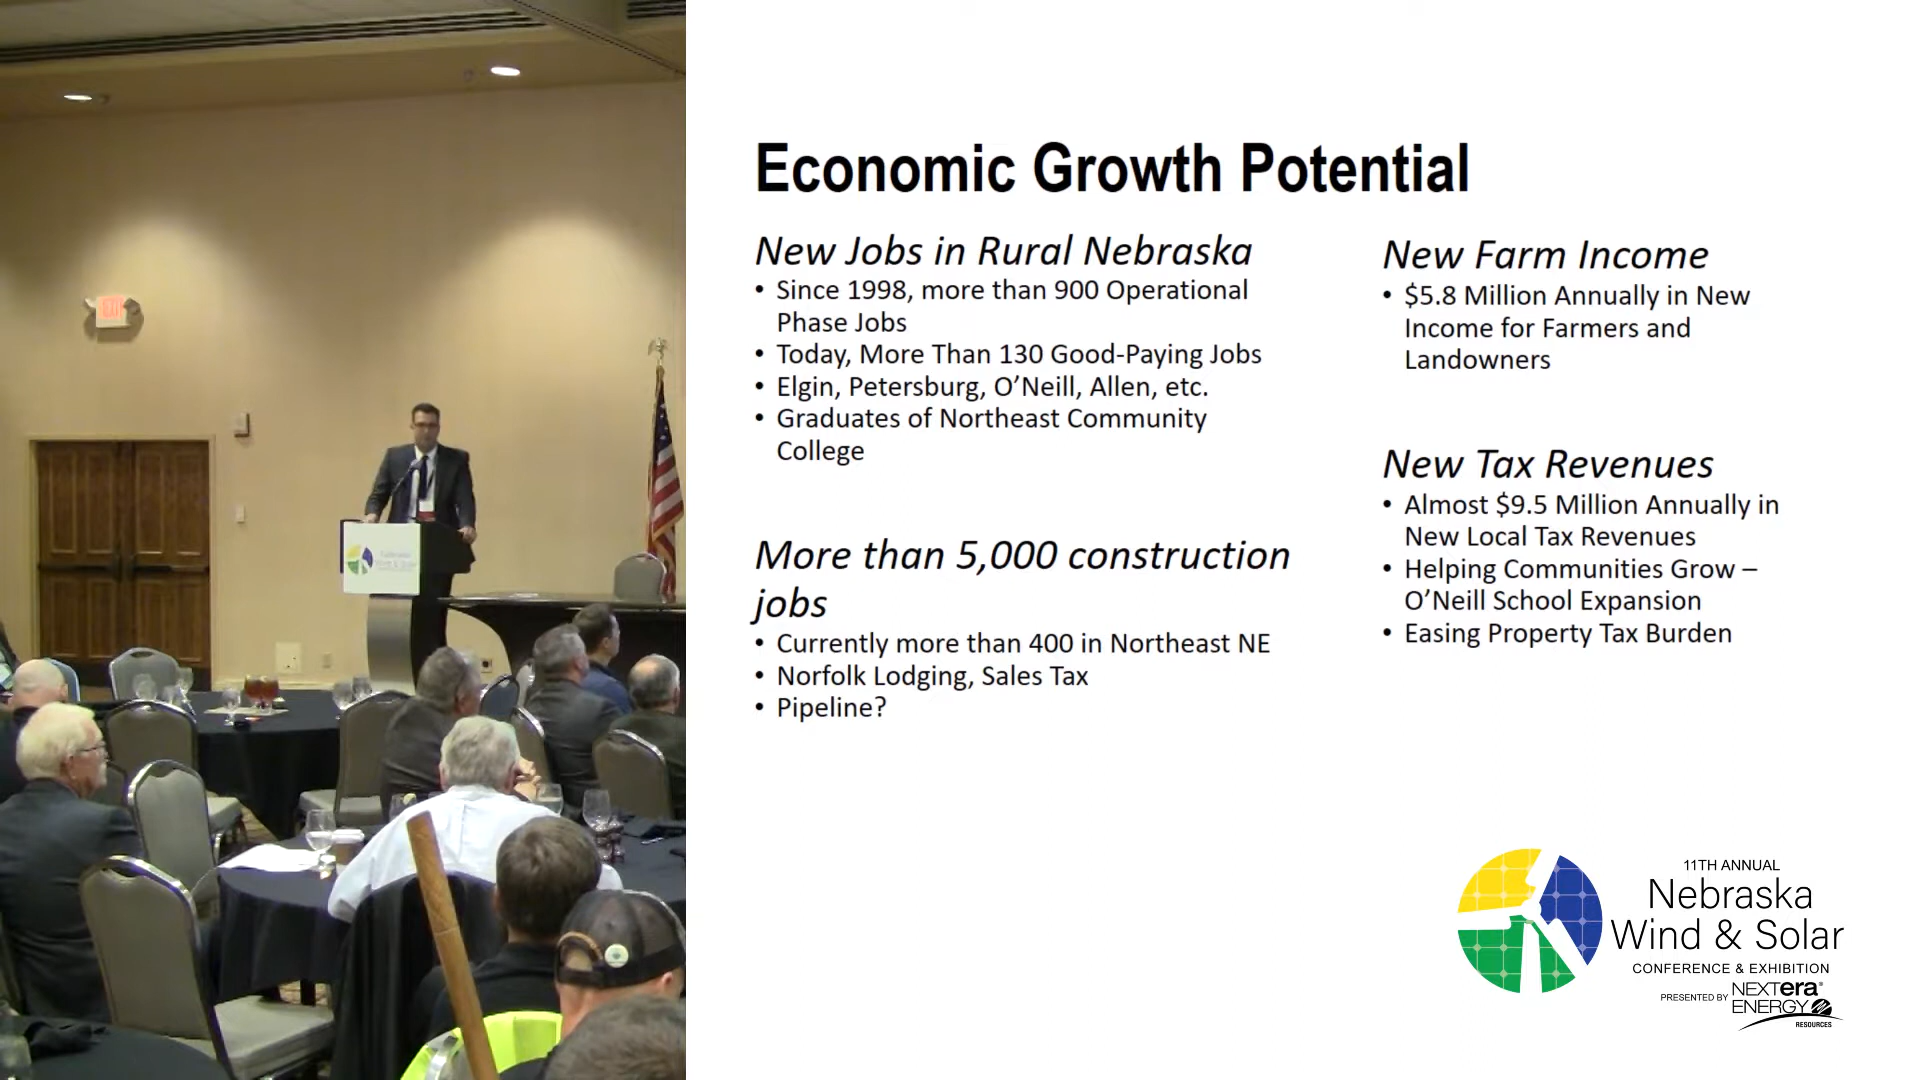 EXIT
Nebraska
Wind & Solar
Economic Growth Potential
New Jobs in Rural Nebraska
• Since 1998, more than 900 Operational
Phase Jobs
• Today, More Than 130 Good-Paying Jobs
• Elgin, Petersburg, O’Neill, Allen, etc.
• Graduates of Northeast Community
College
More than 5,000 construction
jobs
• Currently more than 400 in Northeast NE
• Norfolk Lodging, Sales Tax
• Pipeline?
New Farm Income
• $5.8 Million Annually in New
Income for Farmers and
Landowners
New Tax Revenues
• Almost $9.5 Million Annually in
New Local Tax Revenues
• Helping Communities Grow –
O’Neill School Expansion
• Easing Property Tax Burden
11TH ANNUAL
Nebraska
Wind & Solar
CONFERENCE & EXHIBITION
PRESENTED BY NEXTera®
ENERGY
RESOURCES